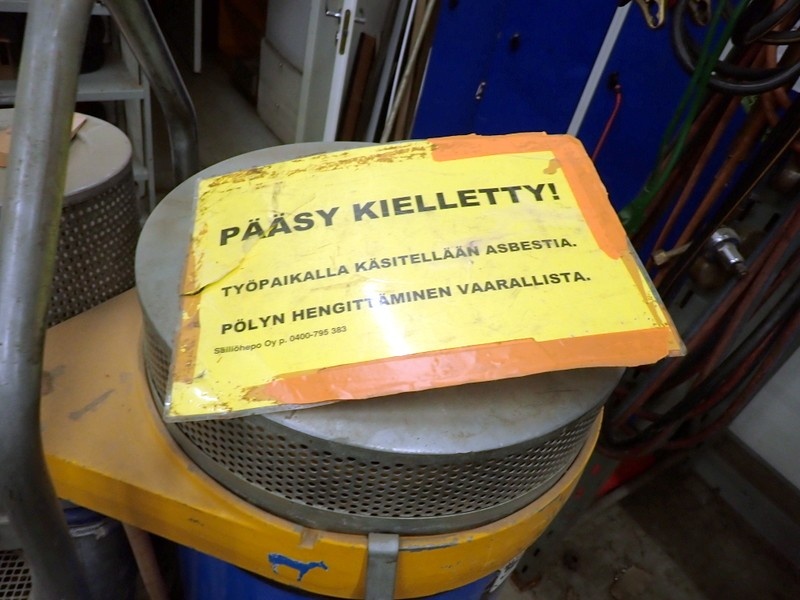 PÄÄSY KIELLETTY!
TYÖPAIKALLA KÄSITELLÄÄN ASBESTIA.
PÖLYN HENGITTÄMINEN VAARALLISTA.
Säiliöhepo Oy p. 0400-795 383